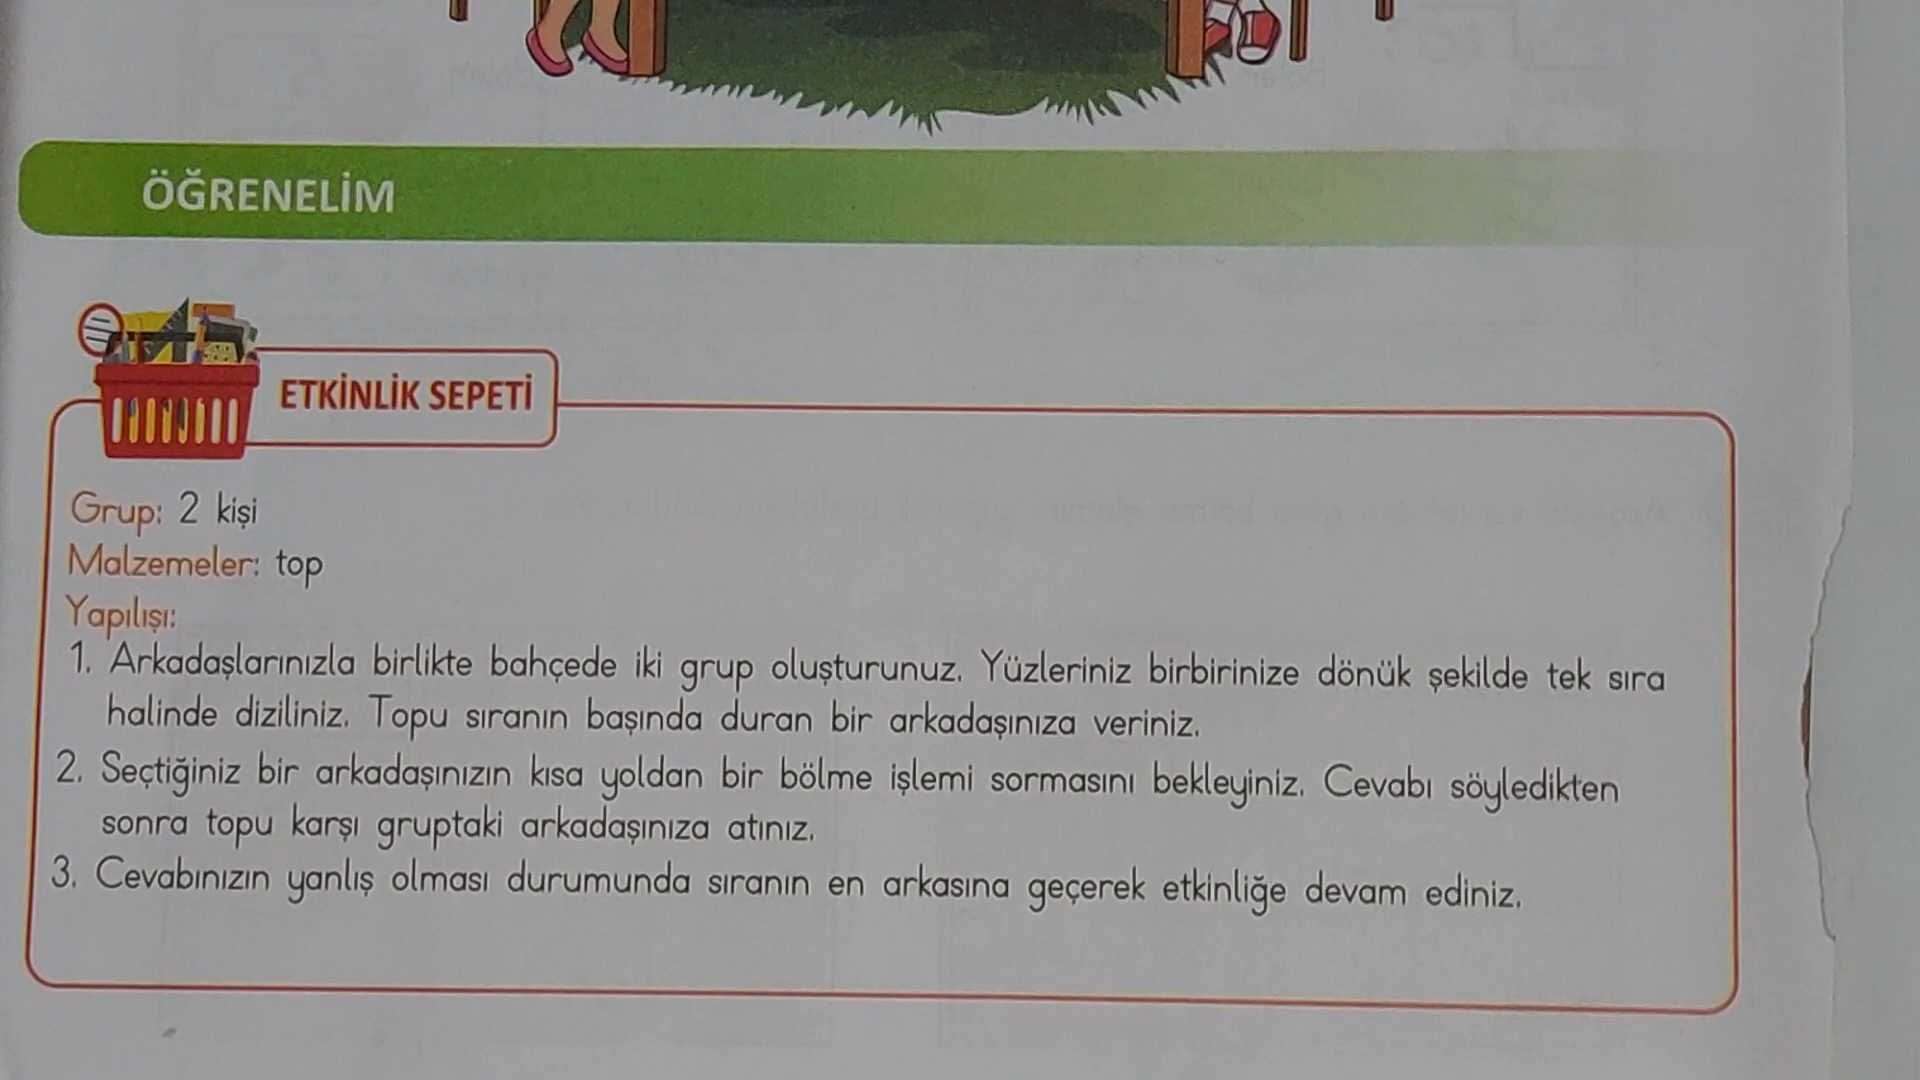 ÖĞRENELİM
ETKİNLİK SEPETİ
Grup: 2 kişi
Malzemeler: top
Yapılışı:
1. Arkadaşlarınızla birlikte bahçede iki grup oluşturunuz. Yüzleriniz birbirinize dönük şekilde tek sıra
halinde diziliniz. Topu sıranın başında duran bir arkadaşınıza veriniz.
2. Seçtiğiniz bir arkadaşınızın kısa yoldan bir bölme işlemi sormasını bekleyiniz. Cevabı söyledikten
sonra topu karşı gruptaki arkadaşınıza atınız.
3. Cevabınızın yanlış olması durumunda sıranın en arkasına geçerek etkinliğe devam ediniz.